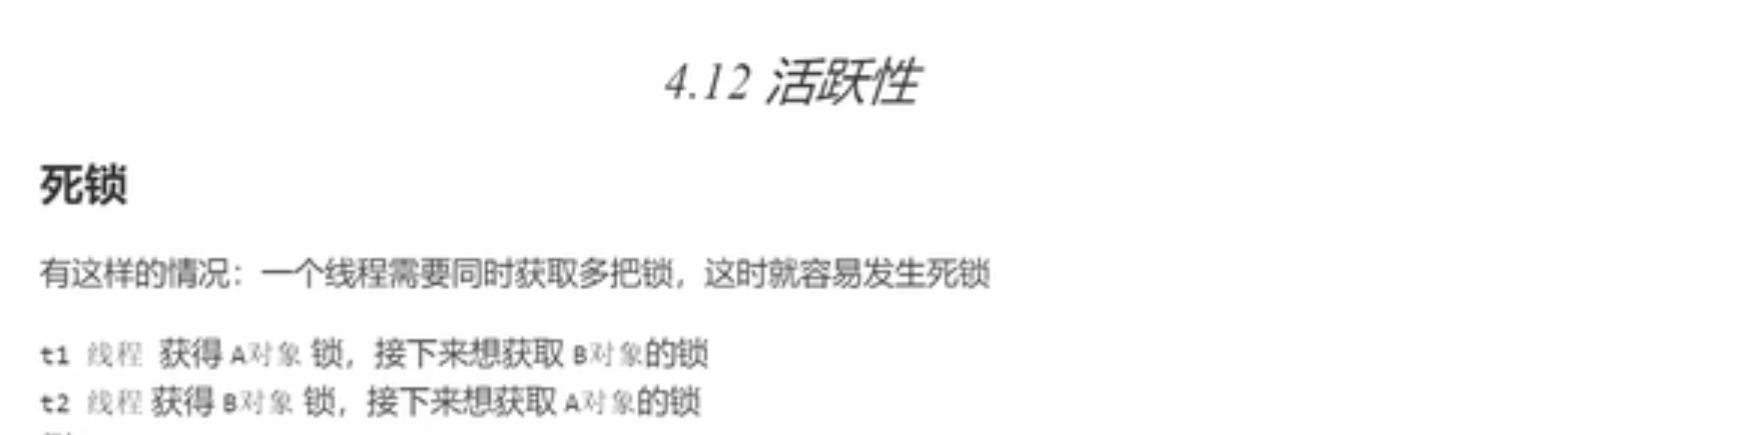 4.12 活跃性
死锁
有这样的情况：一个线程需要同时获取多把锁，这时就容易发生死锁
t1 线程 获得 A对象 锁，接下来想获取 B对象的锁
t2 线程 获得 B对象 锁，接下来想获取 A对象的锁